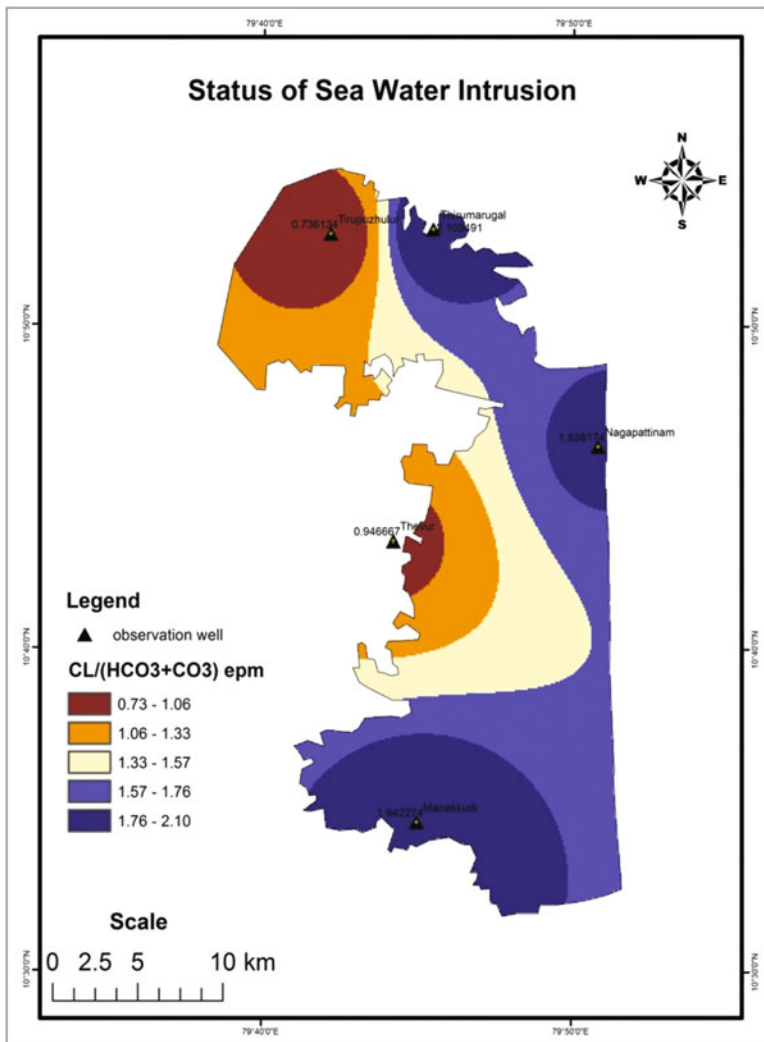 79°40'0"E 79°50'0"E
Status of Sea Water Intrusion
N
W E
S
0.736134 Tirupuzhulur
Thirumarugal
10°50'0"N 10°50'0"N
Nagapattinam
0.946667 Thevur
Legend
observation well
10°40'0"N 10°40'0"N
CL/(HCO3+CO3) epm
0.73 - 1.06
1.06 - 1.33
1.33 - 1.57
1.57 - 1.76
1.76 - 2.10
1.942274 Manakkudi
Scale
0 2.5 5 10 km
10°30'0"N 10°30'0"N
79°40'0"E 79°50'0"E